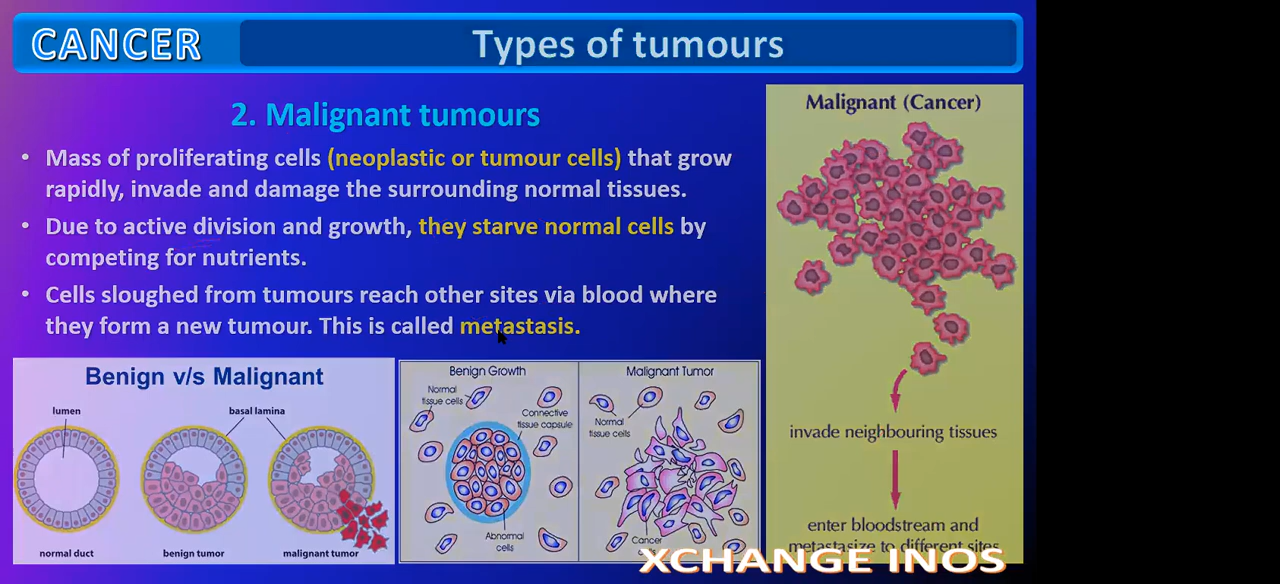 CANCER
Types of tumours
2. Malignant tumours
• Mass of proliferating cells (neoplastic or tumour cells) that grow
rapidly, invade and damage the surrounding normal tissues.
• Due to active division and growth, they starve normal cells by
competing for nutrients.
• Cells sloughed from tumours reach other sites via blood where
they form a new tumour. This is called metastasis.
Malignant (Cancer)
invade neighbouring tissues
enter bloodstream and
metastasize to different sites
Benign v/s Malignant
lumen
basal lamina
normal duct
benign tumor
malignant tumor
Benign Growth
Normal
tissue cells
Connective
tissue capsule
Abnormal
cells
Malignant Tumor
Normal
tissue cells
Cancer
XCHANGE INOS